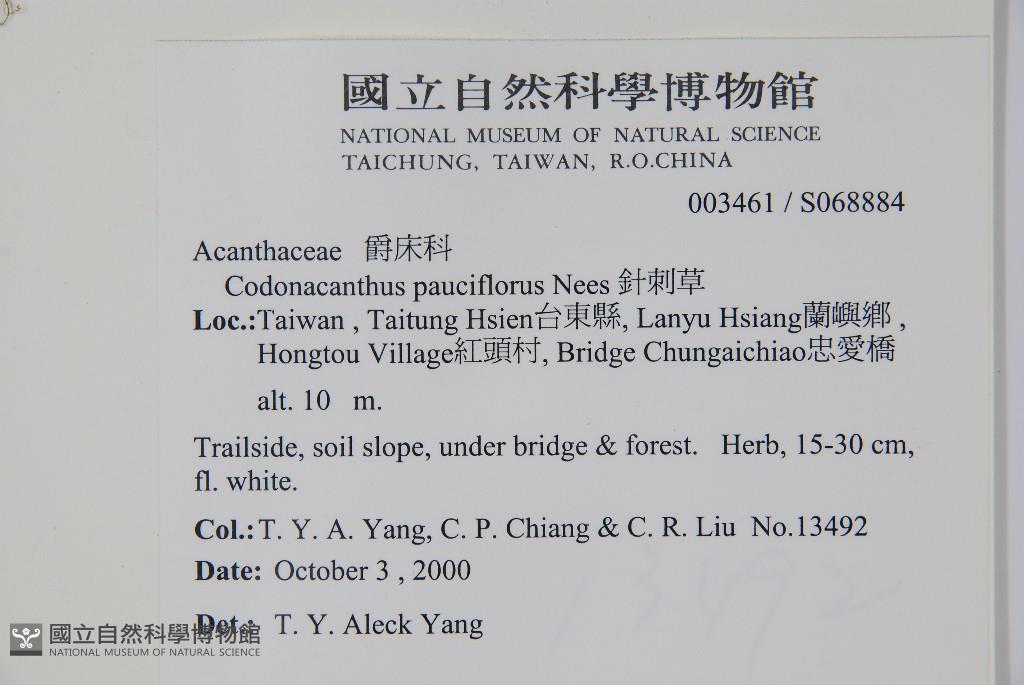 國立自然科學博物館
NATIONAL MUSEUM OF NATURAL SCIENCE
TAICHUNG, TAIWAN, R.O.CHINA
003461 / S068884
Acanthaceae 爵床科
Codonacanthus pauciflorus Nees 針刺草
Loc.:Taiwan , Taitung Hsien台東縣, Lanyu Hsiang蘭嶼鄉 ,
Hongtou Village紅頭村, Bridge Chungaichiao忠愛橋
alt. 10 m.
Trailside, soil slope, under bridge & forest. Herb, 15-30 cm,
fl. white.
Col.:T. Y. A. Yang, C. P. Chiang & C. R. Liu No.13492
Date: October 3 , 2000
13492
Det.: T. Y. Aleck Yang
國立自然科學博物館
NATIONAL MUSEUM OF NATURAL SCIENCE